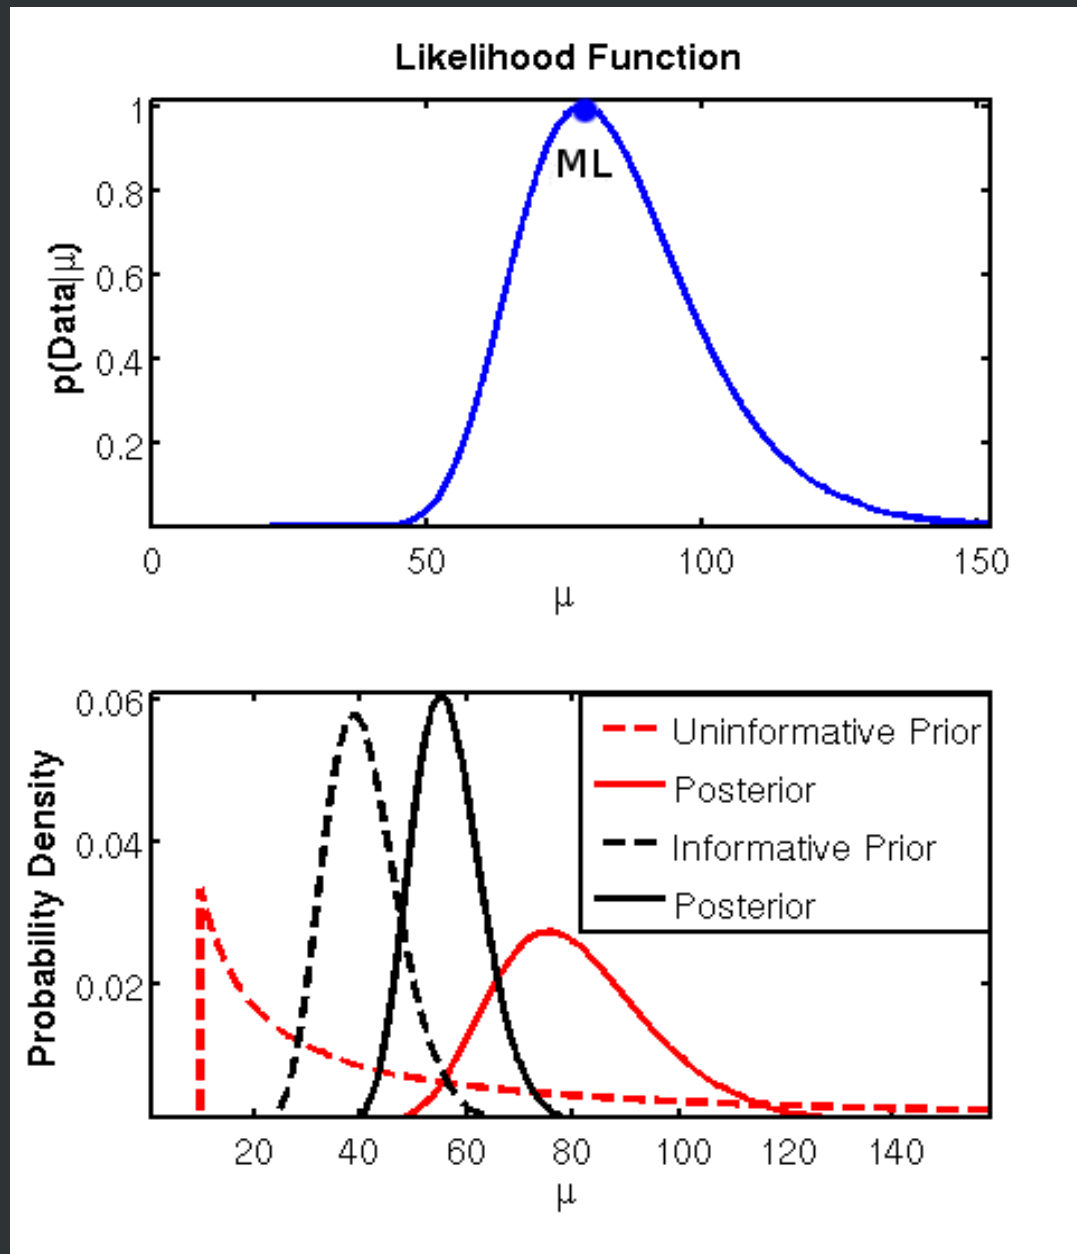 Likelihood Function
1
0.8
0.6
0.4
0.2
p(Data|μ)
ML
0 50 100 150
μ
0.06
0.04
0.02
Probability Density
Uninformative Prior
Posterior
Informative Prior
Posterior
20 40 60 80 100 120 140
μ